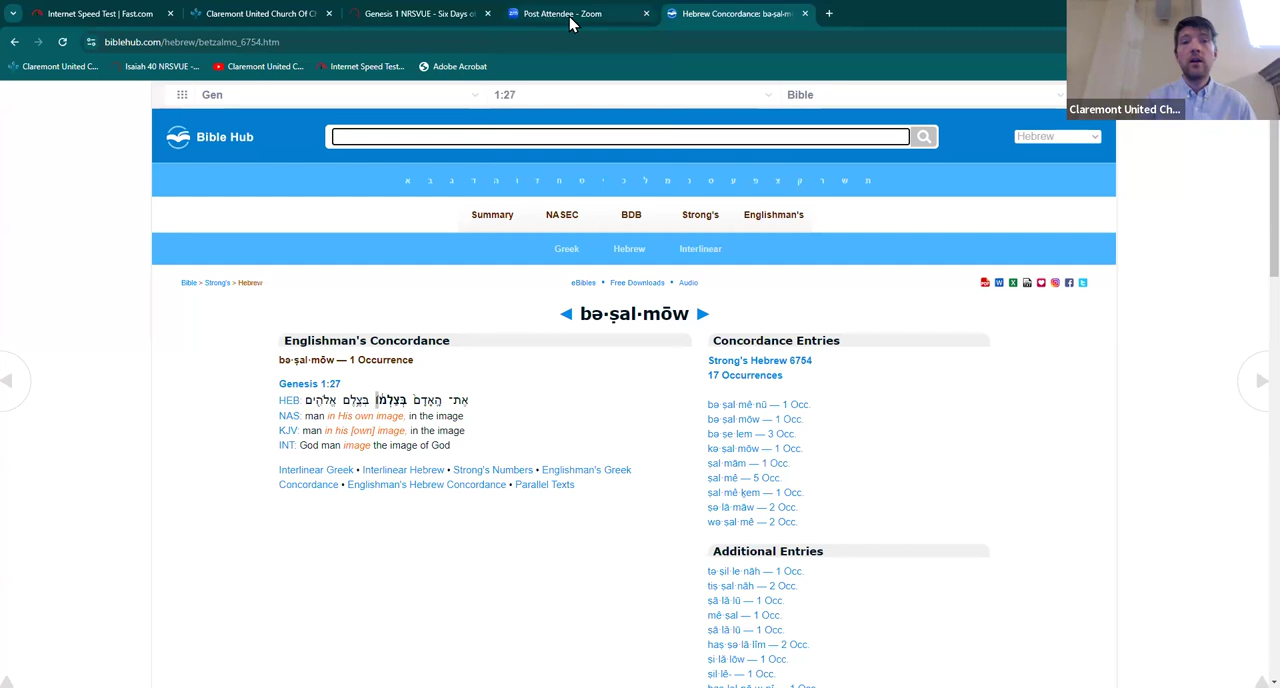 Internet Speed Test | Fast.com
Claremont United Church Of C
Genesis 1 NRSVUE - Six Days of
Post Attendee - Zoom
Hebrew Concordance: bə·ṣal·m
biblehub.com/hebrew/betzalmo_6754.htm
Claremont United C...
Isaiah 40 NRSVUE -...
Claremont United C...
Internet Speed Test...
Adobe Acrobat
Claremont United Ch...
Gen
1:27
Bible
Bible Hub
Hebrew
א ב ג ד ה ו ז ח ט י כ ל מ נ ס ע פ צ ק ר ש ת
Summary NASEC BDB Strong's Englishman's
Greek Hebrew Interlinear
Bible > Strong's > Hebrew
eBibles • Free Downloads • Audio
◄ bə·ṣal·mōw ►
Englishman's Concordance
bə·ṣal·mōw — 1 Occurrence
Genesis 1:27
HEB: אֶת־ הָֽאָדָם֙ בְּצַלְמ֔וֹ בְּצֶ֥לֶם אֱלֹהִ֖ים
NAS: man in His own image, in the image
KJV: man in his [own] image, in the image
INT: God man image the image of God
Interlinear Greek • Interlinear Hebrew • Strong's Numbers • Englishman's Greek
Concordance • Englishman's Hebrew Concordance • Parallel Texts
Concordance Entries
Strong's Hebrew 6754
17 Occurrences
bə·ṣal·mê·nū — 1 Occ.
bə·ṣal·mōw — 1 Occ.
bə·ṣe·lem — 3 Occ.
kə·ṣal·mōw — 1 Occ.
ṣal·mām — 1 Occ.
ṣal·mê — 5 Occ.
ṣal·mê·ḵem — 1 Occ.
ṣə·lā·māw — 2 Occ.
wə·ṣal·mê — 2 Occ.
Additional Entries
tə·ṣil·le·nāh — 1 Occ.
tiṣ·ṣal·nāh — 2 Occ.
ṣā·lă·lū — 1 Occ.
mê·ṣal — 1 Occ.
ṣā·lă·lū — 1 Occ.
haṣ·ṣə·lā·lîm — 2 Occ.
ṣi·lă·lōw — 1 Occ.
ṣil·lê- — 1 Occ.